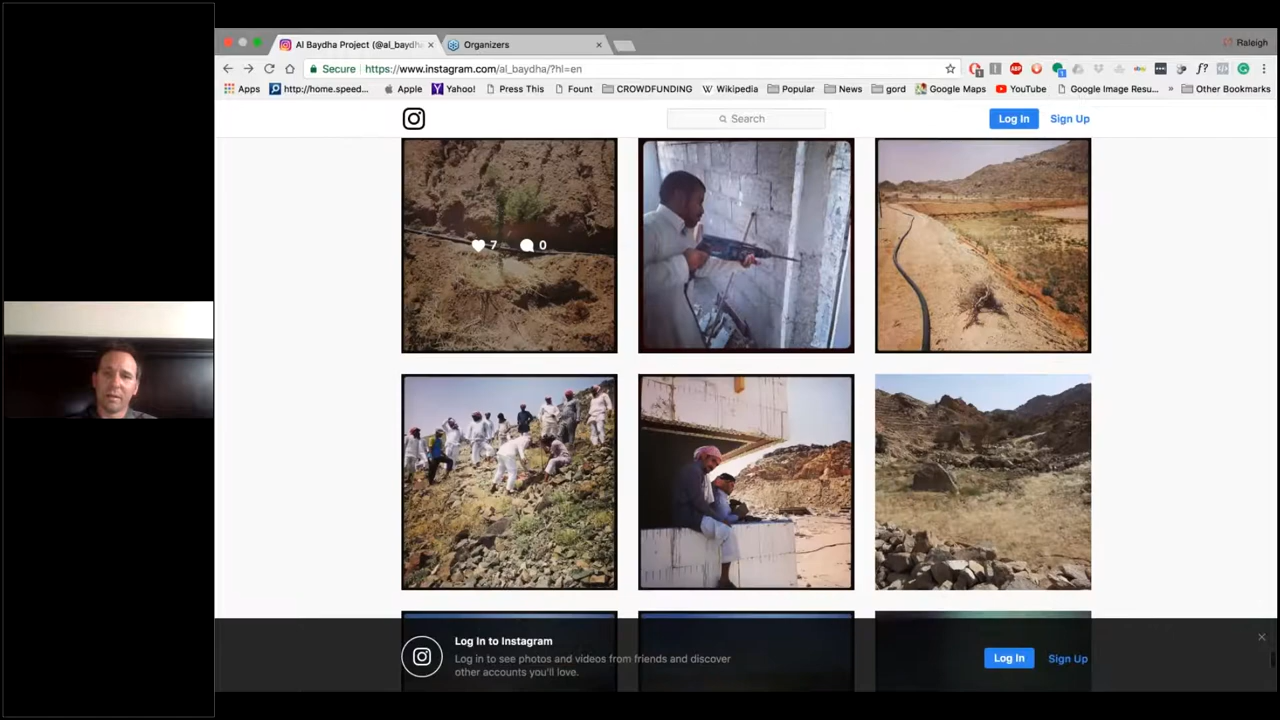 Al Baydha Project (@al_baydh
Organizers
Raleigh
Secure
https://www.instagram.com/al_baydha/?hl=en
Apps
http://home.speed...
Apple
Yahoo!
Press This
Fount
CROWDFUNDING
Wikipedia
Popular
News
gord
Google Maps
YouTube
Google Image Resu...
»
Other Bookmarks
Search
Log In
Sign Up
7
0
Log In to Instagram
Log in to see photos and videos from friends and discover
other accounts you'll love.
Log In
Sign Up